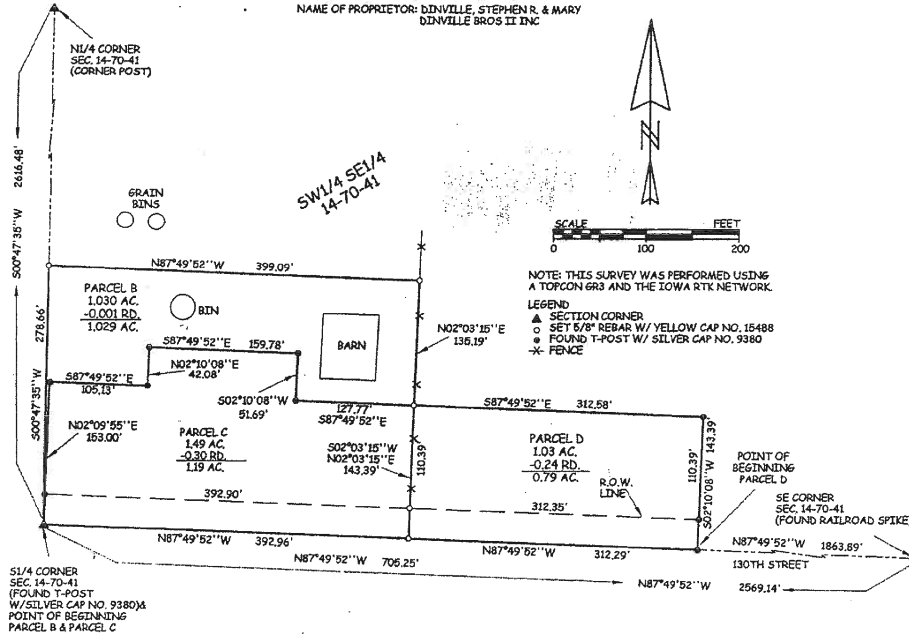 NAME OF PROPRIETOR: DINVILLE, STEPHEN R. & MARY
DINVILLE BROS II INC
N1/4 CORNER
SEC. 14-70-41
(CORNER POST)
S00°47'35"W 2616.48'
GRAIN
BINS
SW1/4 SE1/4
14-70-41
N
SCALE FEET
0 100 200
NOTE: THIS SURVEY WAS PERFORMED USING
A TOPCON GR3 AND THE IOWA RTK NETWORK.
LEGEND
SECTION CORNER
SET 5/8" REBAR W/ YELLOW CAP NO. 15488
FOUND T-POST W/ SILVER CAP NO. 9380
FENCE
N87°49'52"W 399.09'
PARCEL B
1.030 AC.
-0.001 RD.
1.029 AC.
BIN
BARN
N02°03'15"E
135.19'
S00°47'35"W 278.66'
S87°49'52"E 159.78'
S87°49'52"E
105.13'
N02°10'08"E
42.08'
S02°10'08"W
51.69'
127.77'
S87°49'52"E
S87°49'52"E 312.58'
N02°09'55"E
153.00'
PARCEL C
1.49 AC.
-0.30 RD.
1.19 AC.
S02°03'15"W
N02°03'15"E
143.39'
110.39'
PARCEL D
1.03 AC.
-0.24 RD.
0.79 AC.
R.O.W.
LINE
110.39'
S02°10'08"W 143.39'
POINT OF
BEGINNING
PARCEL D
SE CORNER
SEC. 14-70-41
(FOUND RAILROAD SPIKE)
392.90'
312.35'
N87°49'52"W 392.96'
N87°49'52"W 312.29'
N87°49'52"W 1863.89'
130TH STREET
N87°49'52"W 705.25'
N87°49'52"W 2569.14'
S1/4 CORNER
SEC. 14-70-41
(FOUND T-POST
W/SILVER CAP NO. 9380)&
POINT OF BEGINNING
PARCEL B & PARCEL C